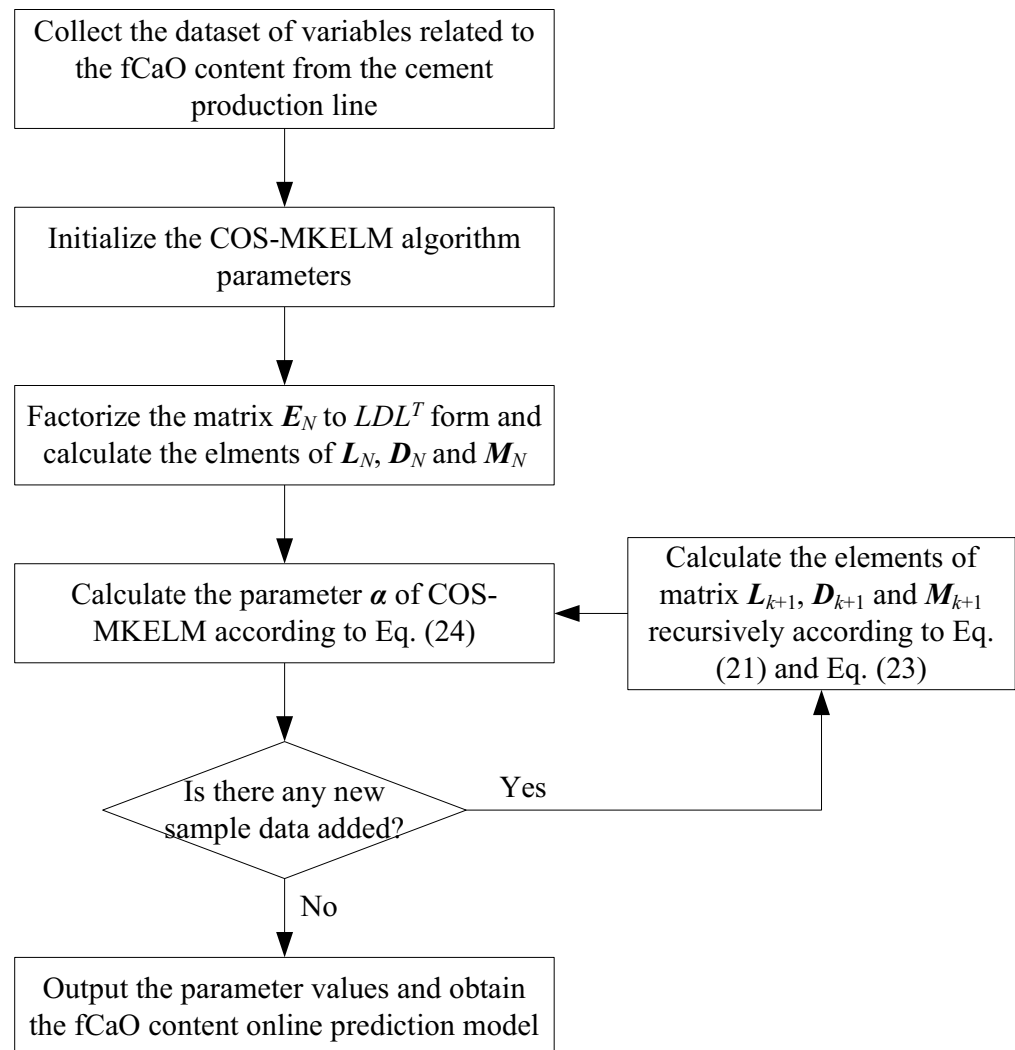 Collect the dataset of variables related to
the fCaO content from the cement
production line
Initialize the COS-MKELM algorithm
parameters
Factorize the matrix E_N to LDL^T form and
calculate the elments of L_N, D_N and M_N
Calculate the parameter α of COS-
MKELM according to Eq. (24)
Calculate the elements of
matrix L_{k+1}, D_{k+1} and M_{k+1}
recursively according to Eq.
(21) and Eq. (23)
Is there any new
sample data added?
Yes
No
Output the parameter values and obtain
the fCaO content online prediction model